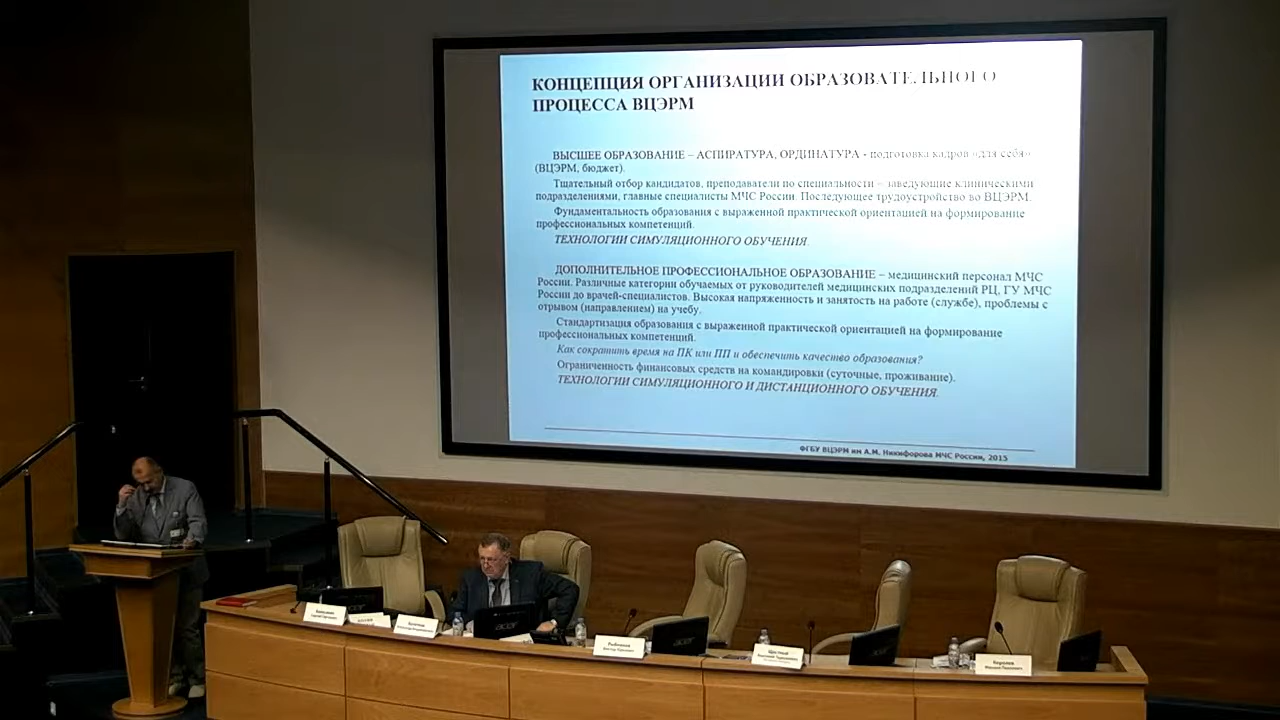 КОНЦЕПЦИЯ ОРГАНИЗАЦИИ ОБРАЗОВАТЕЛЬНОГО
ПРОЦЕССА ВЦЭРМ
ВЫСШЕЕ ОБРАЗОВАНИЕ – АСПИРАТУРА, ОРДИНАТУРА - подготовка кадров «для себя»
(ВЦЭРМ, бюджет).
Тщательный отбор кандидатов, преподаватели по специальности – заведующие клиническими
подразделениями, главные специалисты МЧС России. Последующее трудоустройство во ВЦЭРМ.
Фундаментальность образования с выраженной практической ориентацией на формирование
профессиональных компетенций.
ТЕХНОЛОГИИ СИМУЛЯЦИОННОГО ОБУЧЕНИЯ.
ДОПОЛНИТЕЛЬНОЕ ПРОФЕССИОНАЛЬНОЕ ОБРАЗОВАНИЕ – медицинский персонал МЧС
России. Различные категории обучаемых от руководителей медицинских подразделений РЦ, ГУ МЧС
России до врачей-специалистов. Высокая напряженность и занятость на работе (службе), проблемы с
отрывом (направлением) на учебу.
Стандартизация образования с выраженной практической ориентацией на формирование
профессиональных компетенций.
Как сократить время на ПК или ПП и обеспечить качество образования?
Ограниченность финансовых средств на командировки (суточные, проживание).
ТЕХНОЛОГИИ СИМУЛЯЦИОННОГО И ДИСТАНЦИОННОГО ОБУЧЕНИЯ.
ФГБУ ВЦЭРМ им А.М. Никифорова МЧС России, 2015
acer
acer
Рыбников
Королев